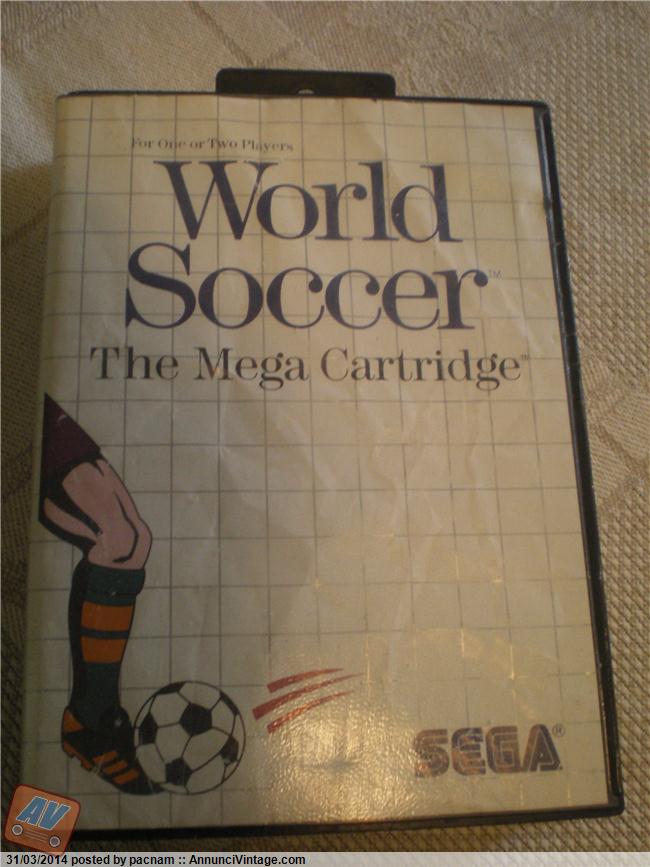 For One or Two Players
World
Soccer™
The Mega Cartridge™
SEGA®
AV
31/03/2014 posted by pacnam :: AnnunciVintage.com